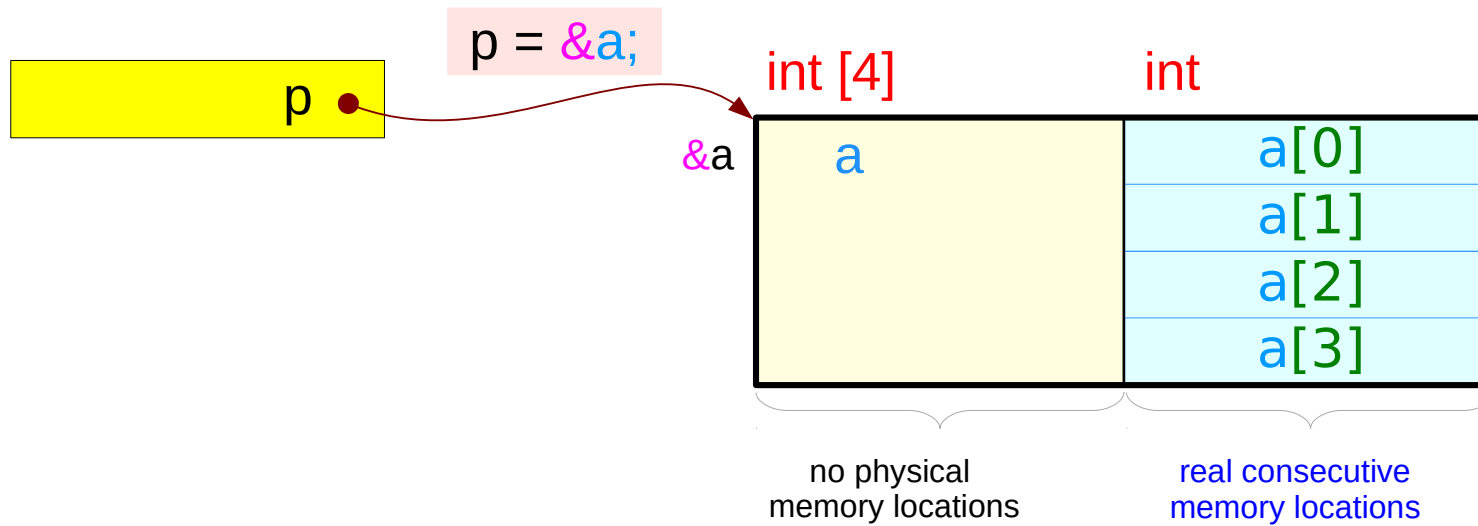 p = &a;
p
int [4]
int
&a
a
a[0]
a[1]
a[2]
a[3]
no physical
memory locations
real consecutive
memory locations